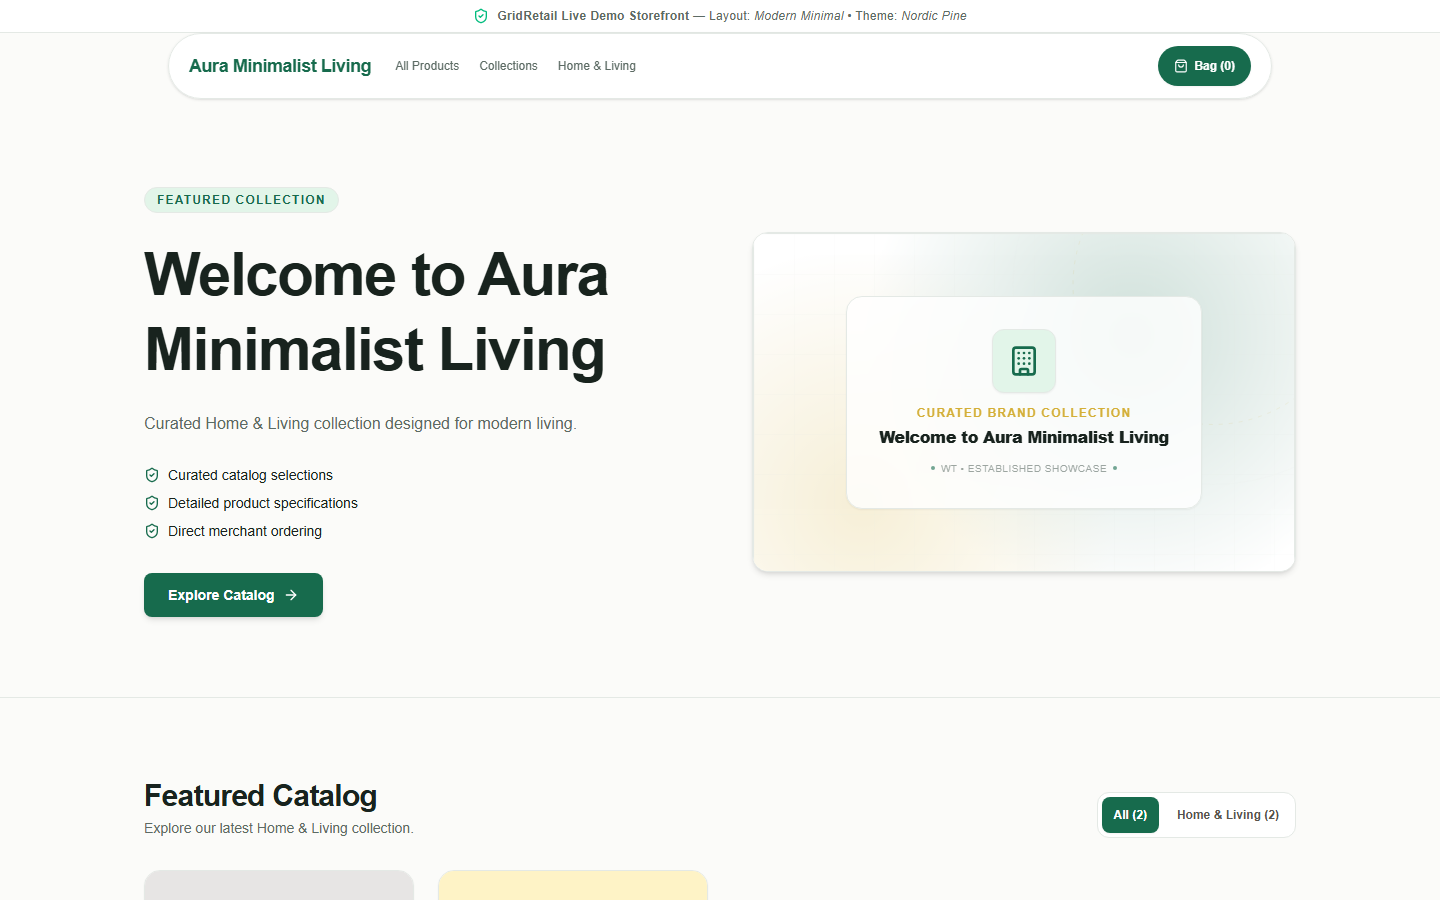 GridRetail Live Demo Storefront — Layout: Modern Minimal • Theme: Nordic Pine
Aura Minimalist Living
All Products
Collections
Home & Living
Bag (0)
FEATURED COLLECTION
Welcome to Aura
Minimalist Living
Curated Home & Living collection designed for modern living.
Curated catalog selections
Detailed product specifications
Direct merchant ordering
Explore Catalog
CURATED BRAND COLLECTION
Welcome to Aura Minimalist Living
• WT • ESTABLISHED SHOWCASE •
Featured Catalog
Explore our latest Home & Living collection.
All (2)
Home & Living (2)